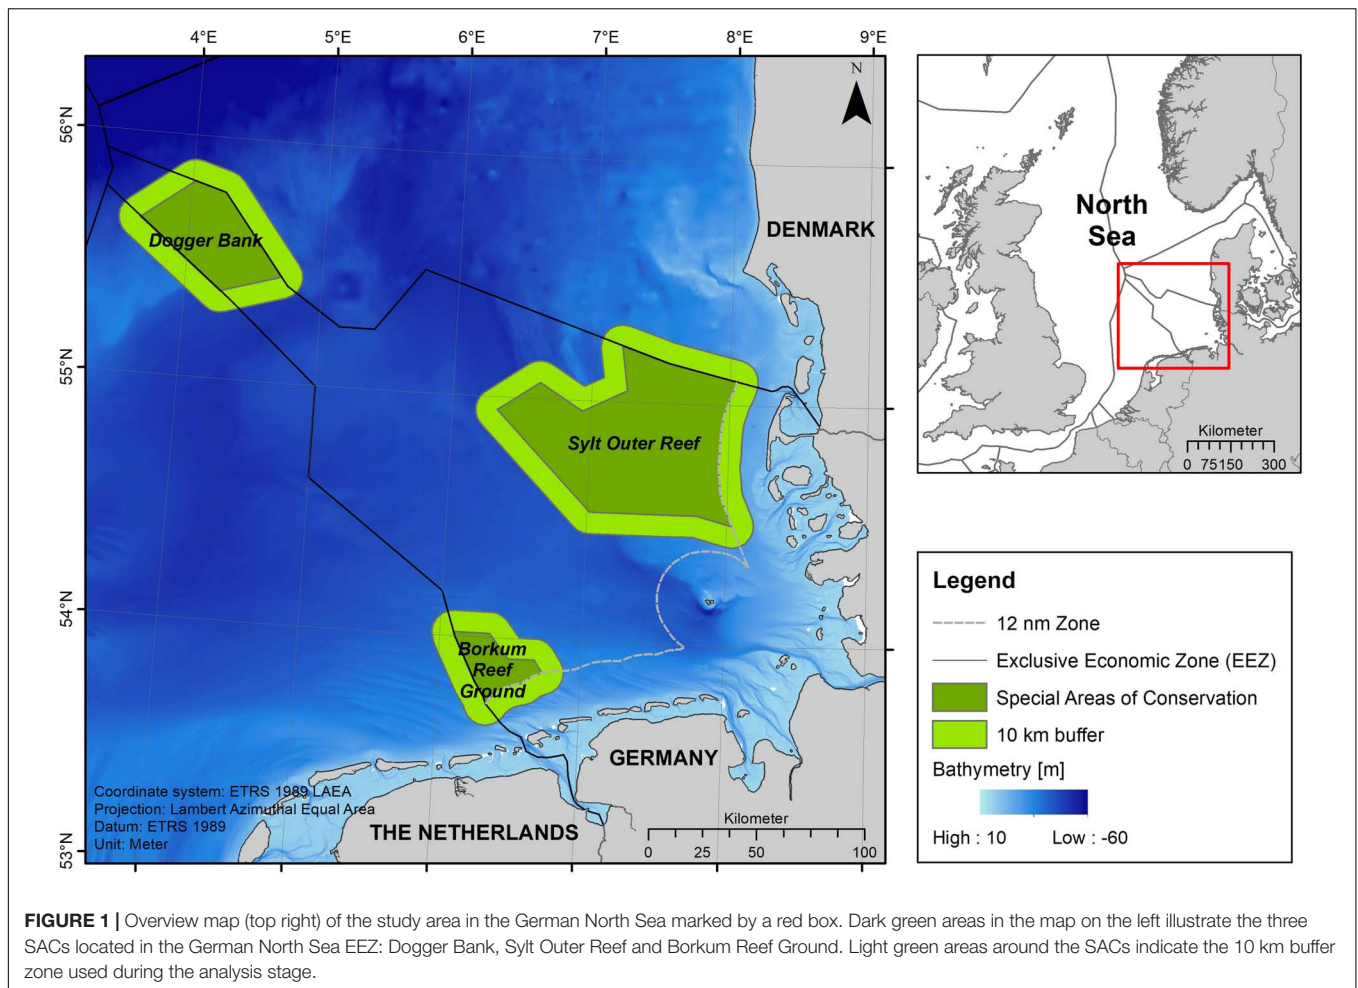 4°E 5°E 6°E 7°E 8°E 9°E
56°N
55°N
54°N
53°N
N
DENMARK
Dogger Bank
Sylt Outer Reef
Borkum
Reef
Ground
GERMANY
THE NETHERLANDS
Coordinate system: ETRS 1989 LAEA
Projection: Lambert Azimuthal Equal Area
Datum: ETRS 1989
Unit: Meter
Kilometer
0 25 50 100
North
Sea
Kilometer
0 75150 300
Legend
12 nm Zone
Exclusive Economic Zone (EEZ)
Special Areas of Conservation
10 km buffer
Bathymetry [m]
High : 10 Low : -60
FIGURE 1 | Overview map (top right) of the study area in the German North Sea marked by a red box. Dark green areas in the map on the left illustrate the three
SACs located in the German North Sea EEZ: Dogger Bank, Sylt Outer Reef and Borkum Reef Ground. Light green areas around the SACs indicate the 10 km buffer
zone used during the analysis stage.